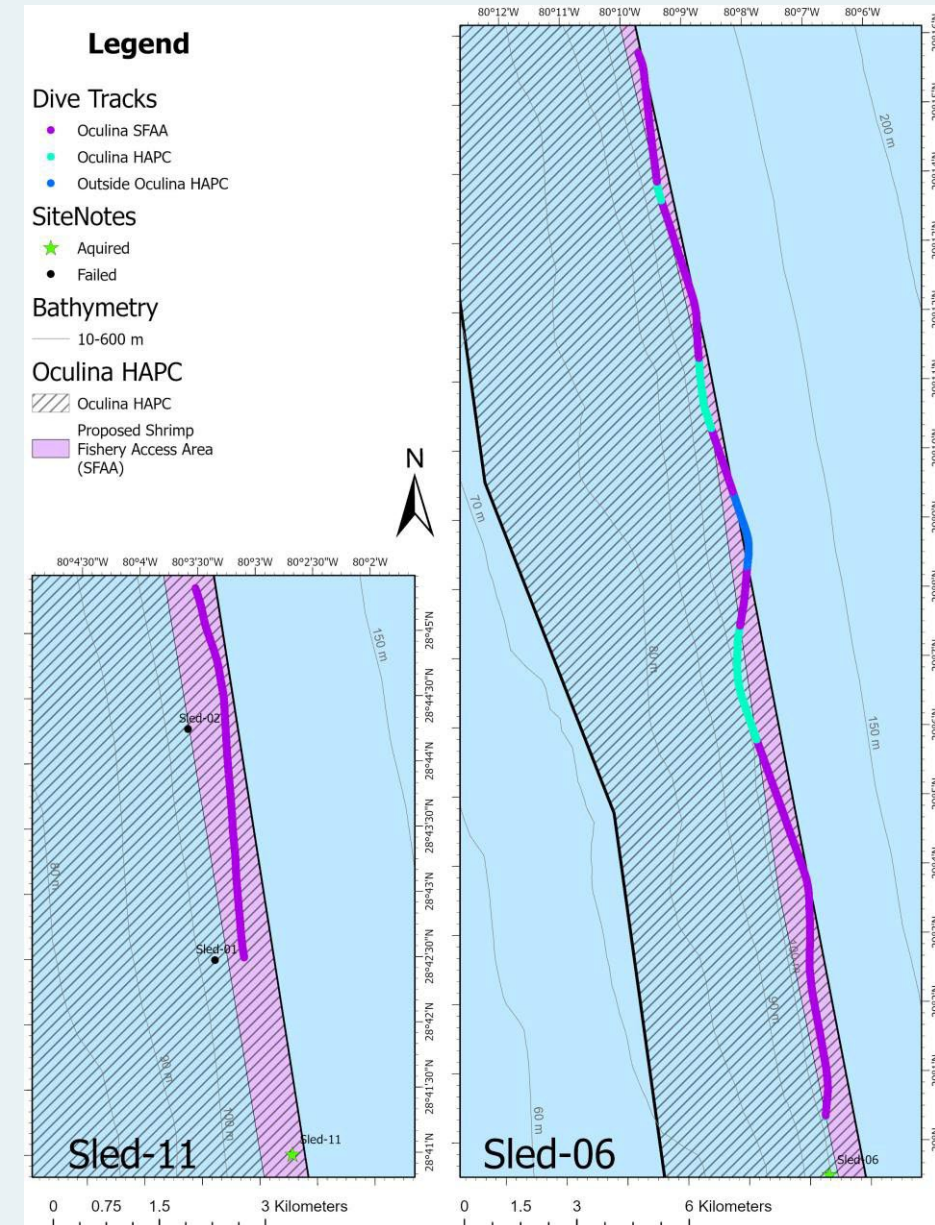 Legend
Dive Tracks
Oculina SFAA
Oculina HAPC
Outside Oculina HAPC
SiteNotes
Aquired
Failed
Bathymetry
10-600 m
Oculina HAPC
Oculina HAPC
Proposed Shrimp
Fishery Access Area
(SFAA)
N
80°4'30"W 80°4'W 80°3'30"W 80°3'W 80°2'30"W 80°2'W
28°45'N
28°44'30"N
28°44'N
28°43'30"N
28°43'N
28°42'30"N
28°42'N
28°41'30"N
28°41'N
150 m
80 m
90 m
100 m
Sled-02
Sled-01
Sled-11
Sled-11
0 0.75 1.5 3 Kilometers
80°12'W 80°11'W 80°10'W 80°9'W 80°8'W 80°7'W 80°6'W
200 m
70 m
80 m
150 m
100 m
90 m
60 m
Sled-06
Sled-06
0 1.5 3 6 Kilometers